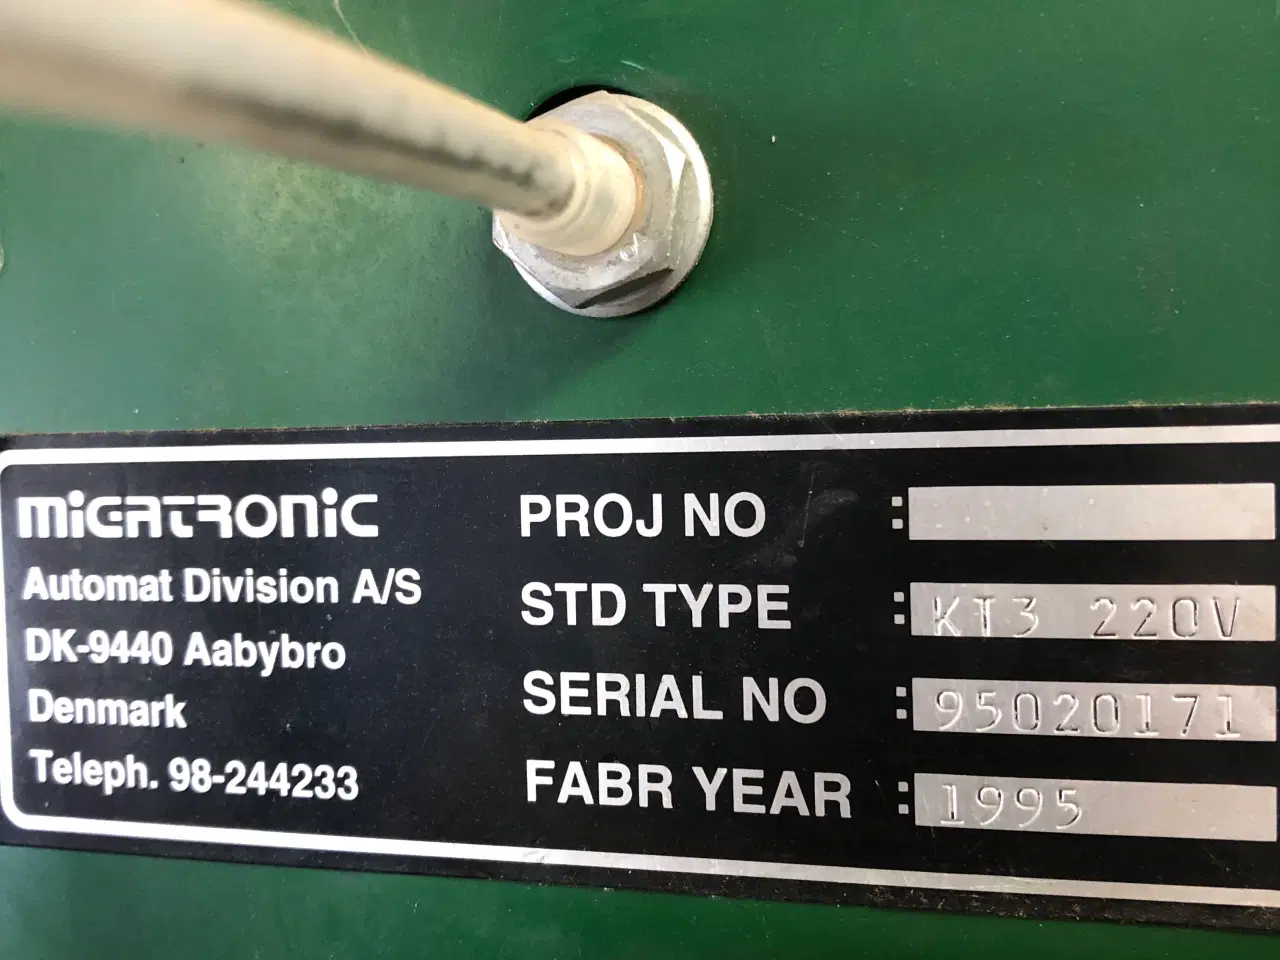 MIGATRONIC
Automat Division A/S
DK-9440 Aabybro
Denmark
Teleph. 98-244233
PROJ NO :
STD TYPE : KT3 220V
SERIAL NO : 95020171
FABR YEAR : 1995